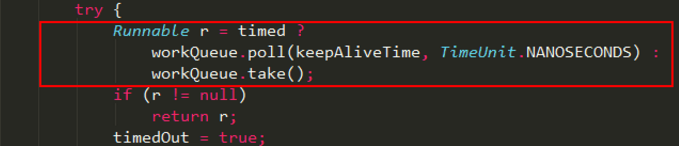 try {
Runnable r = timed ?
workQueue.poll(keepAliveTime, TimeUnit.NANOSECONDS) :
workQueue.take();
if (r != null)
return r;
timedOut = true;